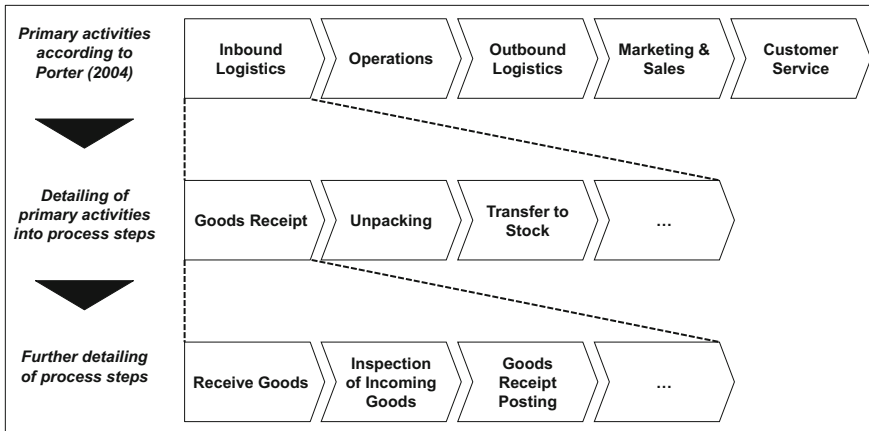 Primary activities
according to
Porter (2004)
Inbound
Logistics
Operations
Outbound
Logistics
Marketing &
Sales
Customer
Service
Detailing of
primary activities
into process steps
Goods Receipt
Unpacking
Transfer to
Stock
...
Further detailing
of process steps
Receive Goods
Inspection
of Incoming
Goods
Goods
Receipt
Posting
...